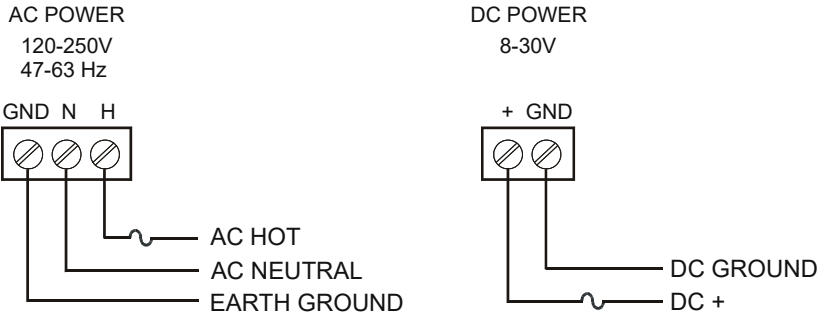 AC POWER
120-250V
47-63 Hz
GND N H
AC HOT
AC NEUTRAL
EARTH GROUND
DC POWER
8-30V
+ GND
DC GROUND
DC +